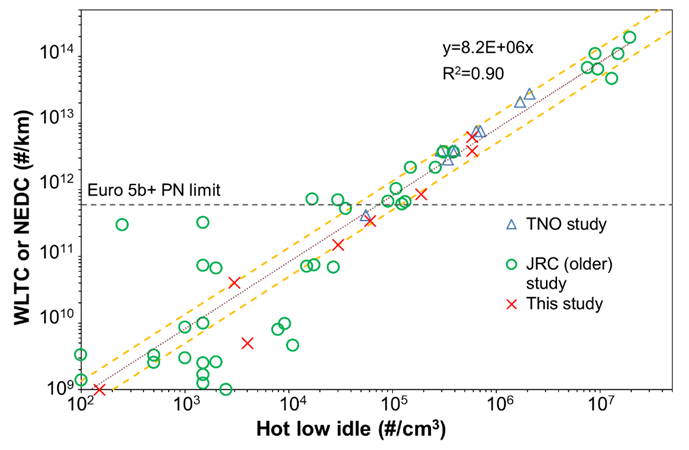 10¹⁴
10¹³
10¹²
10¹¹
10¹⁰
10⁹
WLTC or NEDC (#/km)
y=8.2E+06x
R²=0.90
Euro 5b+ PN limit
TNO study
JRC (older)
study
This study
10² 10³ 10⁴ 10⁵ 10⁶ 10⁷
Hot low idle (#/cm³)